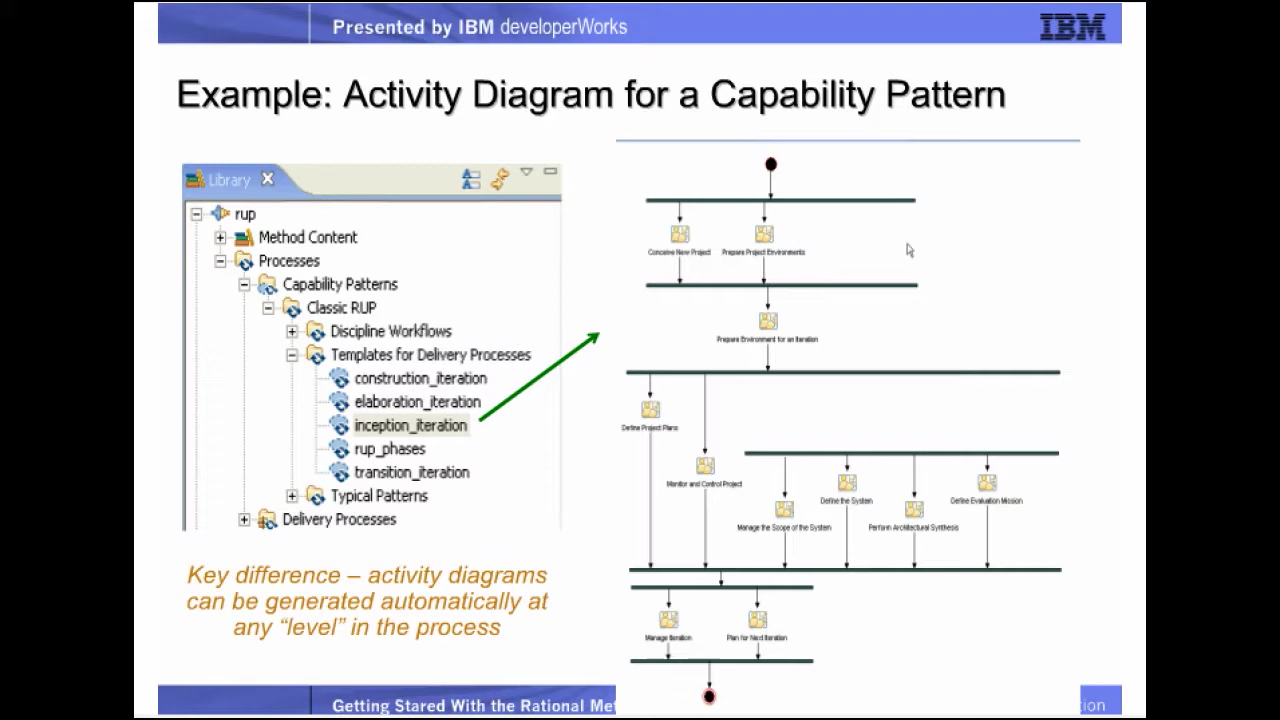 Presented by IBM developerWorks
IBM
Example: Activity Diagram for a Capability Pattern
Library
rup
Method Content
Processes
Capability Patterns
Classic RUP
Discipline Workflows
Templates for Delivery Processes
construction_iteration
elaboration_iteration
inception_iteration
rup_phases
transition_iteration
Typical Patterns
Delivery Processes
Key difference – activity diagrams
can be generated automatically at
any “level” in the process
Conceive New Project
Prepare Project Environments
Prepare Environment for an Iteration
Define Project Plans
Monitor and Control Project
Define the System
Define Evaluation Mission
Manage the Scope of the System
Perform Architectural Synthesis
Manage Iteration
Plan for Next Iteration
Getting Stared With the Rational Met
tion